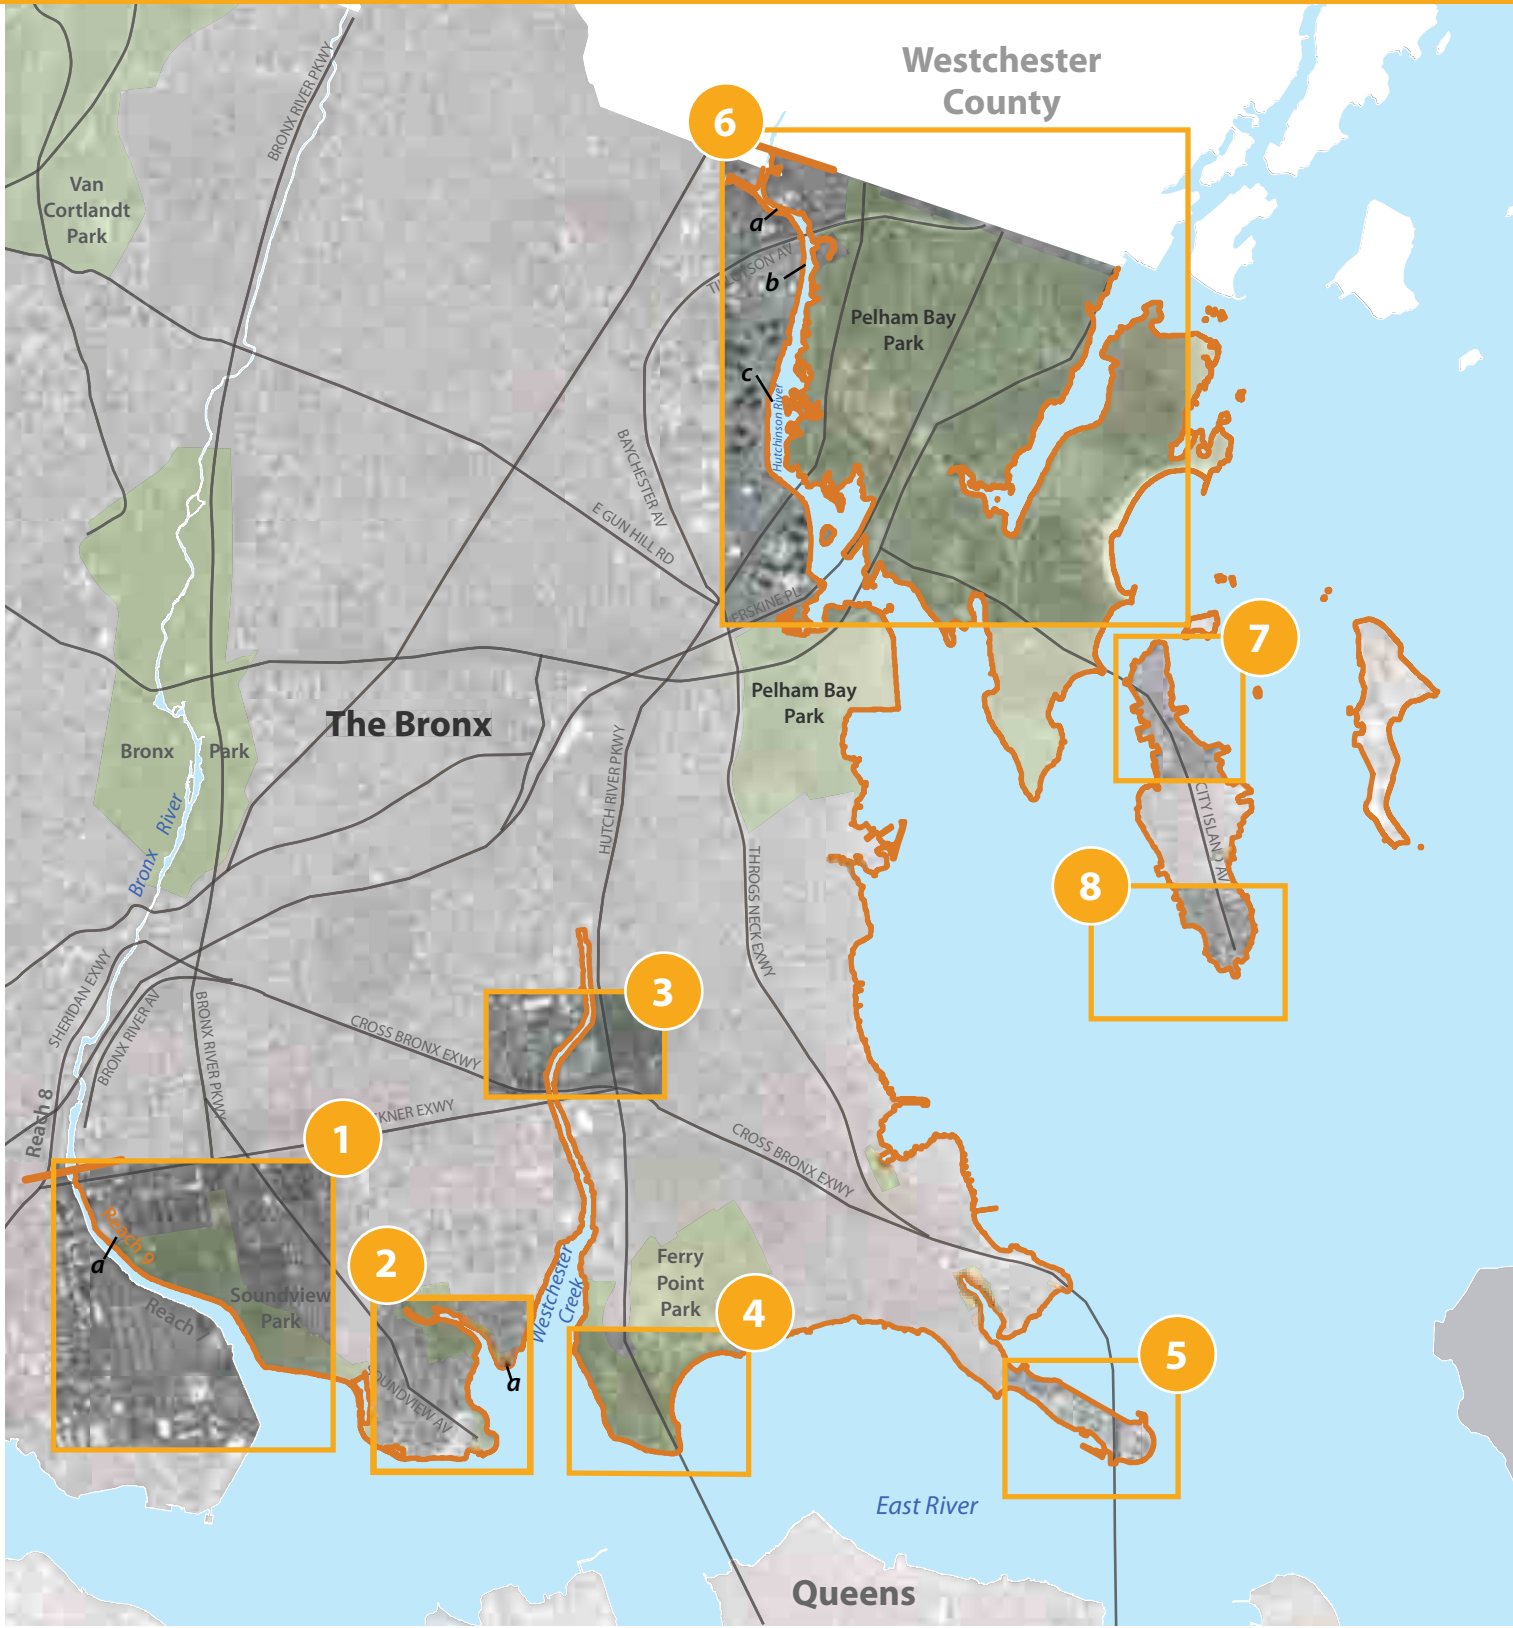 Westchester
County
6
BRONX RIVER PKWY
Van
Cortlandt
Park
a
TILLOTSON AV
b
Pelham Bay
Park
c
Hutchinson River
BAYCHESTER AV
E GUN HILL RD
ERSKINE PL
7
Pelham Bay
Park
The Bronx
Bronx Park
HUTCH RIVER PKWY
CITY ISLAND AV
Bronx River
THROGS NECK EXWY
8
SHERIDAN EXWY
BRONX RIVER AV
BRONX RIVER PKWY
3
CROSS BRONX EXWY
Reach 8
KNER EXWY
1
CROSS BRONX EXWY
Reach 9
a
2
Westchester
Creek
Ferry
Point
Park
Soundview
Park
Reach 7
4
5
OUNDVIEW AV
a
East River
Queens